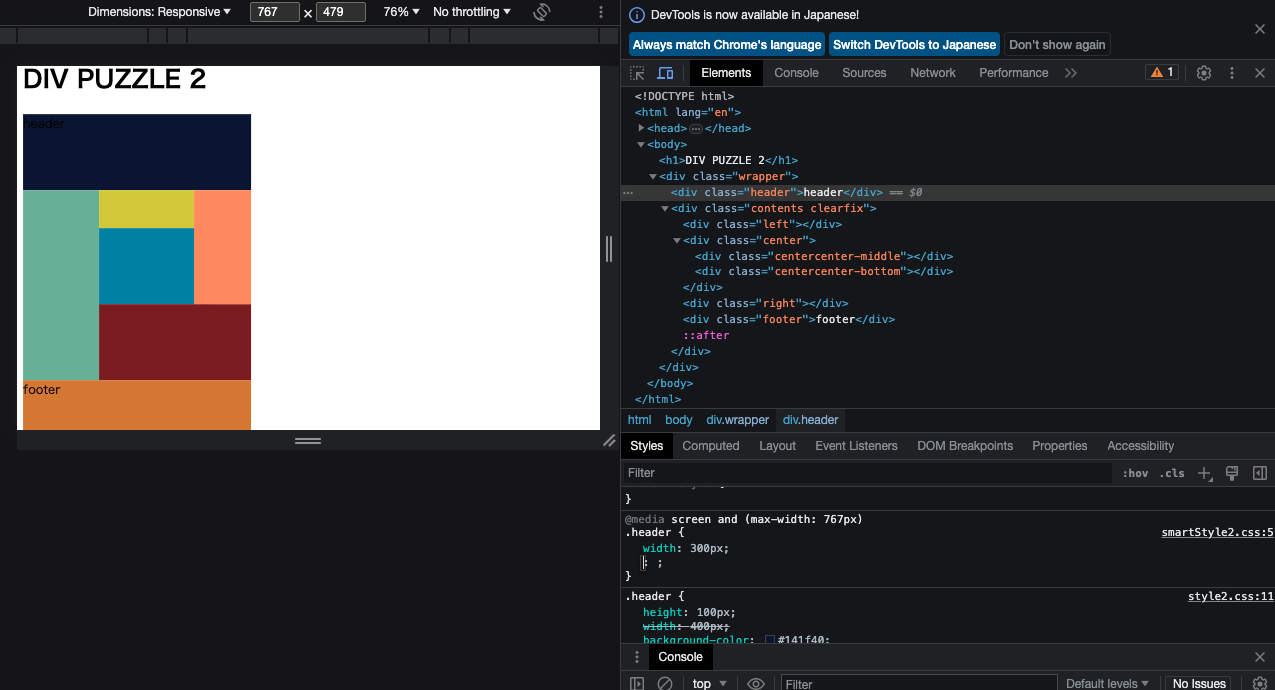 Dimensions: Responsive ▼ 767 × 479 76% ▼ No throttling ▼
DevTools is now available in Japanese!
Always match Chrome's language Switch DevTools to Japanese Don't show again
Elements Console Sources Network Performance 1
DIV PUZZLE 2
header
footer
<!DOCTYPE html>
<html lang="en">
<head> ⋯ </head>
<body>
<h1>DIV PUZZLE 2</h1>
<div class="wrapper">
<div class="header">header</div> == $0
<div class="contents clearfix">
<div class="left"></div>
<div class="center">
<div class="centercenter-middle"></div>
<div class="centercenter-bottom"></div>
</div>
<div class="right"></div>
<div class="footer">footer</div>
::after
</div>
</div>
</body>
</html>
html body div.wrapper div.header
Styles Computed Layout Event Listeners DOM Breakpoints Properties Accessibility
Filter :hov .cls
}
@media screen and (max-width: 767px)
.header { smartStyle2.css:5
width: 300px;
: ;
}
.header { style2.css:11
height: 100px;
width: 400px;
background-color: #141f40;
Console
top ▼ Filter Default levels ▼ No Issues